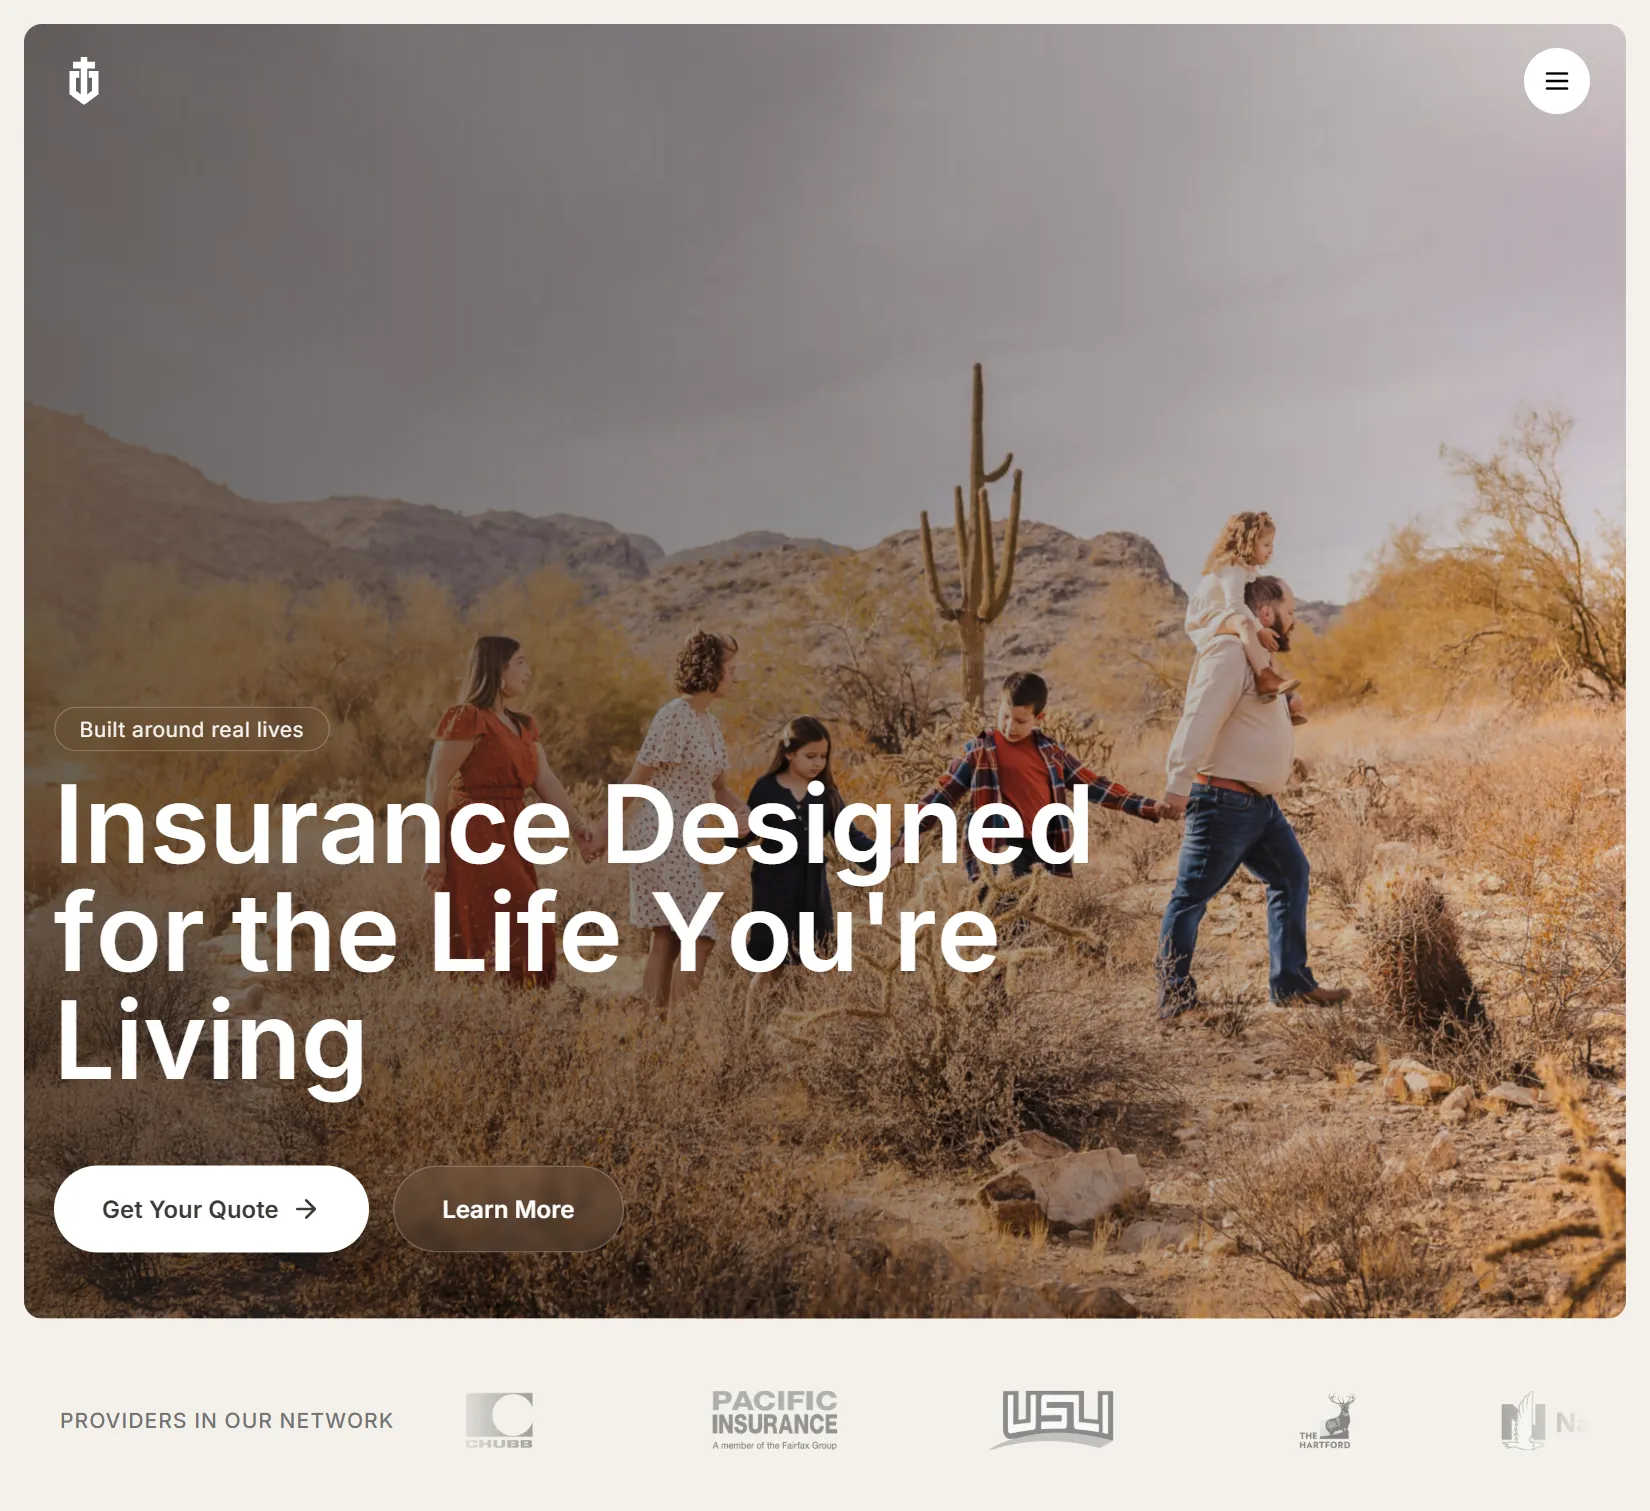 Built around real lives
Insurance Designed
for the Life You're
Living
Get Your Quote
Learn More
PROVIDERS IN OUR NETWORK
CHUBB
PACIFIC
INSURANCE
A member of the Fairfax Group
USLI
THE
HARTFORD
N Na